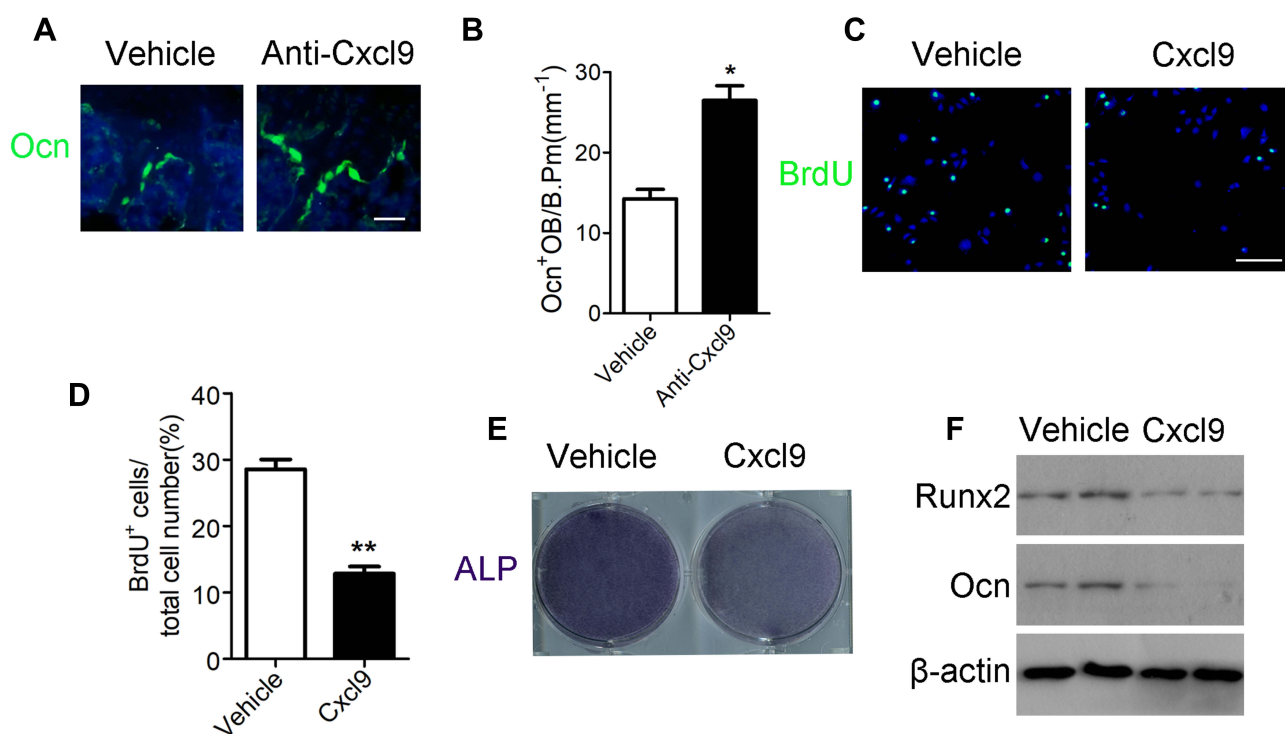 A
Vehicle Anti-Cxcl9
Ocn
B
Ocn+OB/B.Pm(mm-1)
30
20
10
0
*
Vehicle
Anti-Cxcl9
C
Vehicle Cxcl9
BrdU
D
BrdU+ cells/
total cell number(%)
40
30
20
10
0
**
Vehicle
Cxcl9
E
Vehicle Cxcl9
ALP
F
Vehicle Cxcl9
Runx2
Ocn
β-actin